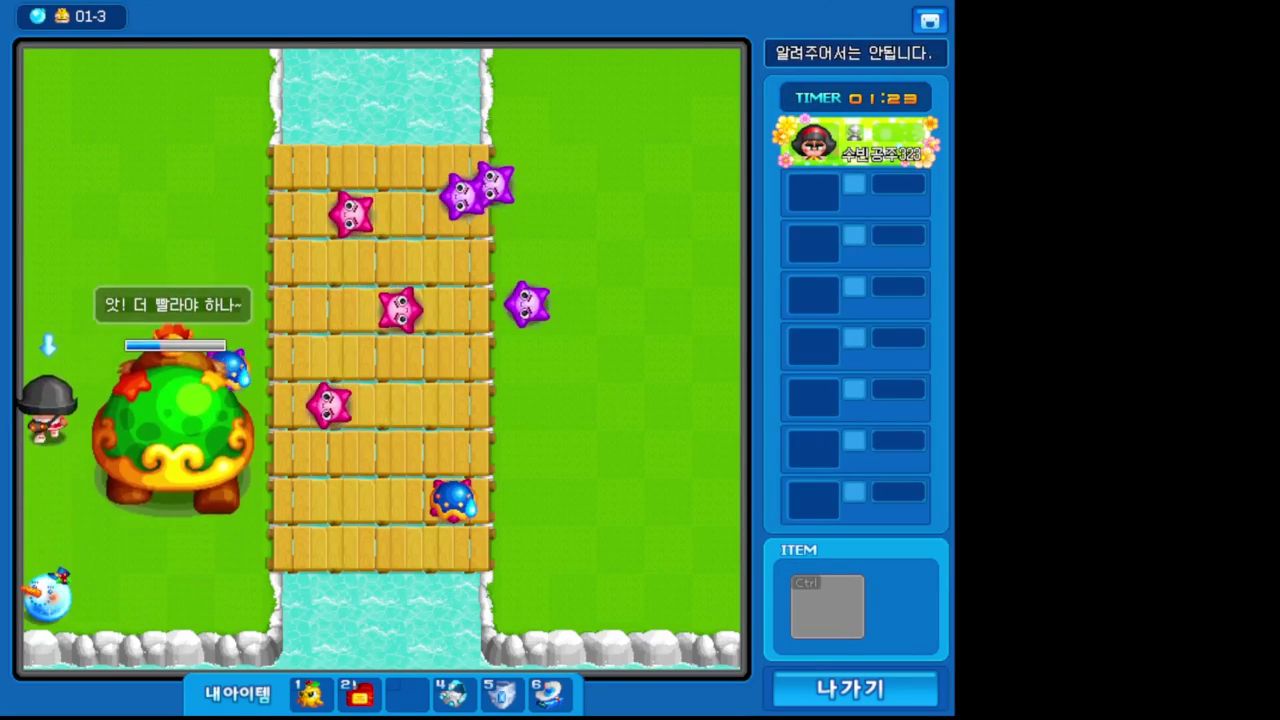 01-3
알려주어서는 안됩니다.
TIMER 01:23
수빈공주323
앗! 더 빨라야 하나~
ITEM
Ctrl
내아이템
1
2
4
5
6
나가기